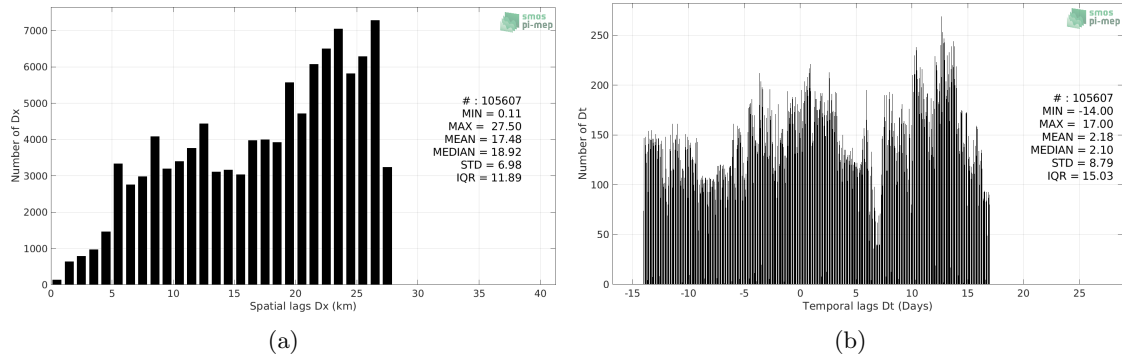 smos
pi-mep
7000
6000
5000
4000
3000
2000
1000
0
Number of Dx
# : 105607
MIN = 0.11
MAX = 27.50
MEAN = 17.48
MEDIAN = 18.92
STD = 6.98
IQR = 11.89
0 5 10 15 20 25 30 35 40
Spatial lags Dx (km)
(a)
smos
pi-mep
250
200
150
100
50
0
Number of Dt
# : 105607
MIN = -14.00
MAX = 17.00
MEAN = 2.18
MEDIAN = 2.10
STD = 8.79
IQR = 15.03
-15 -10 -5 0 5 10 15 20 25
Temporal lags Dt (Days)
(b)